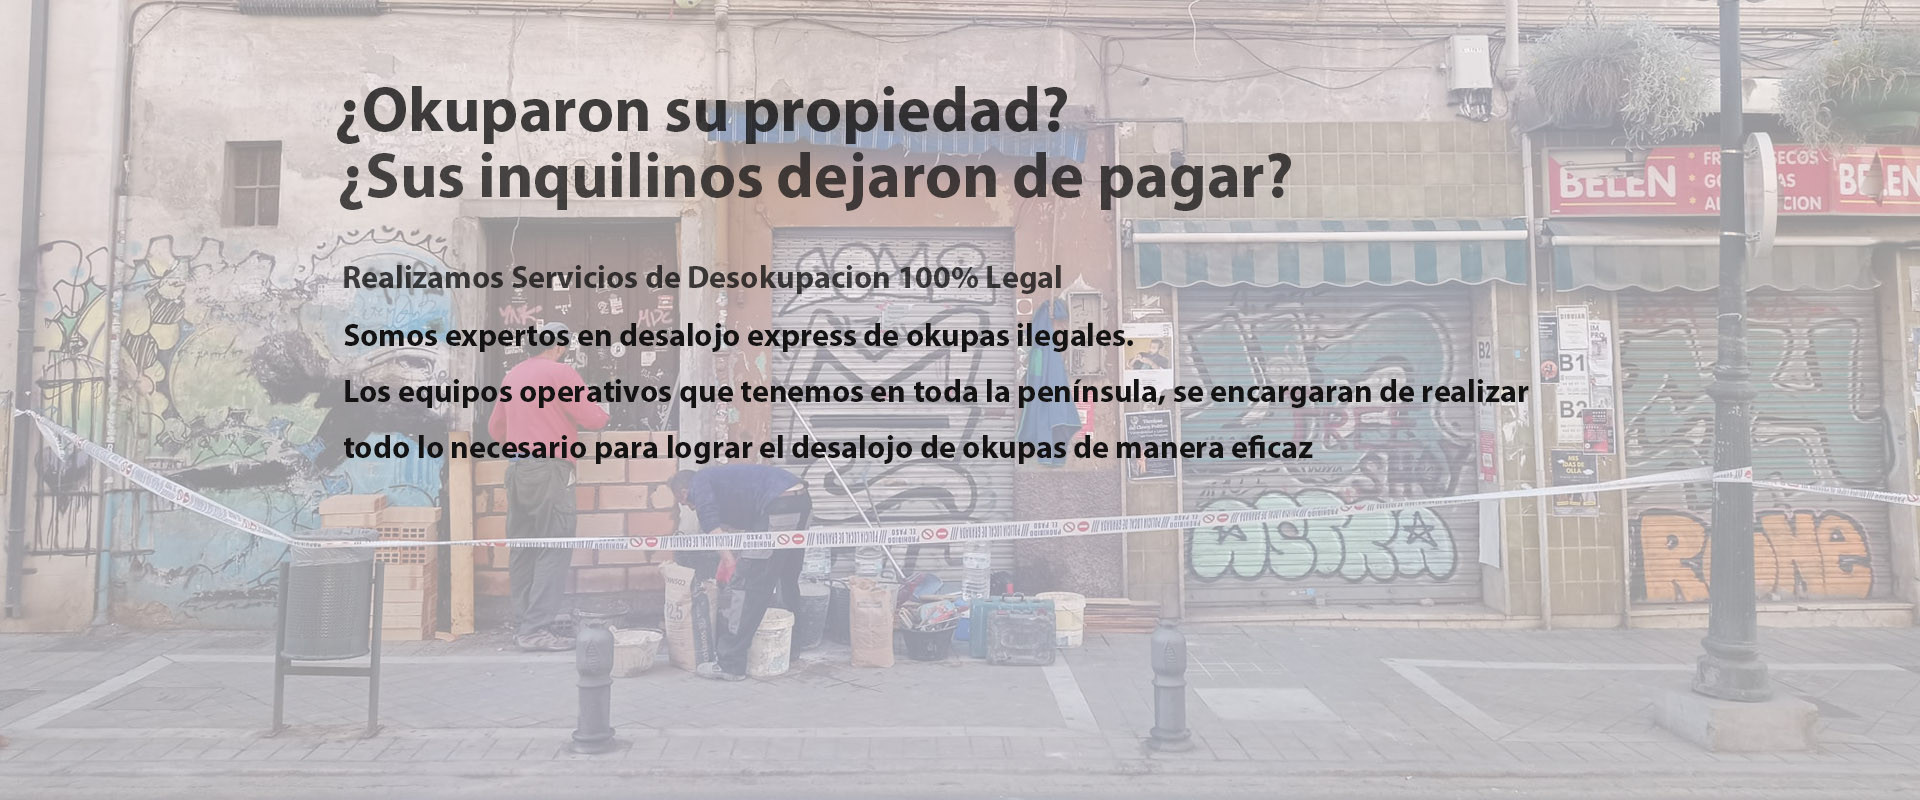 ¿Okuparon su propiedad?
¿Sus inquilinos dejaron de pagar?
Realizamos Servicios de Desokupacion 100% Legal
Somos expertos en desalojo express de okupas ilegales.
Los equipos operativos que tenemos en toda la península, se encargaran de realizar
todo lo necesario para lograr el desalojo de okupas de manera eficaz
BELEN
SECOS
CION
B1
B2
B2